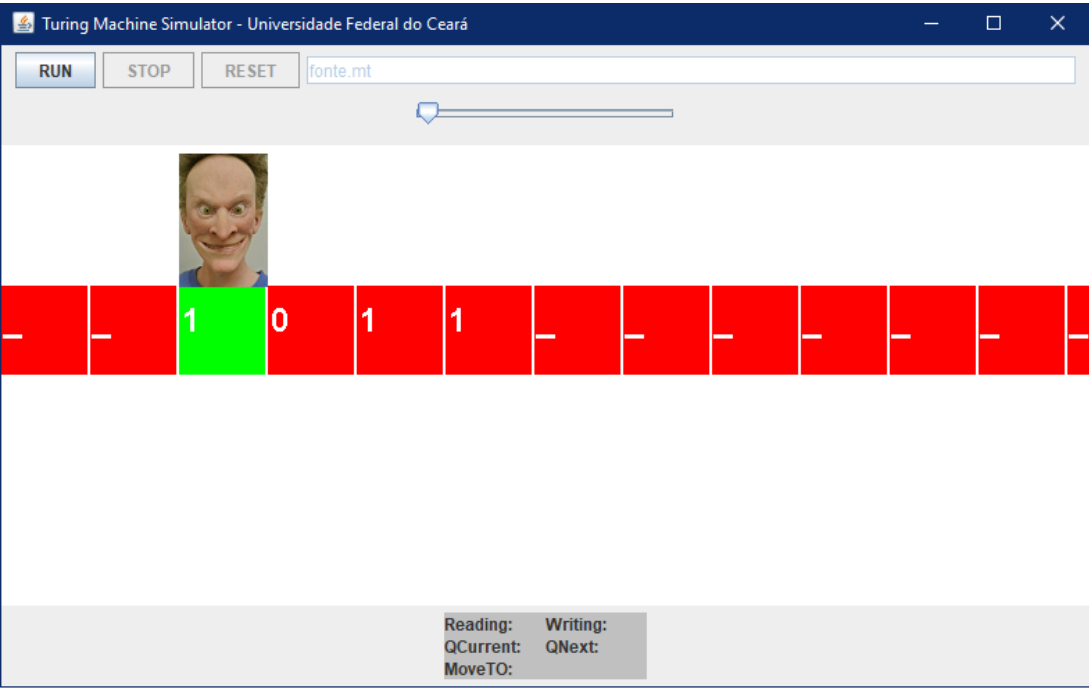 Turing Machine Simulator - Universidade Federal do Ceará
RUN STOP RESET fonte.mt
_ _ 1 0 1 1 _ _ _ _ _ _ _
Reading: Writing:
QCurrent: QNext:
MoveTO: